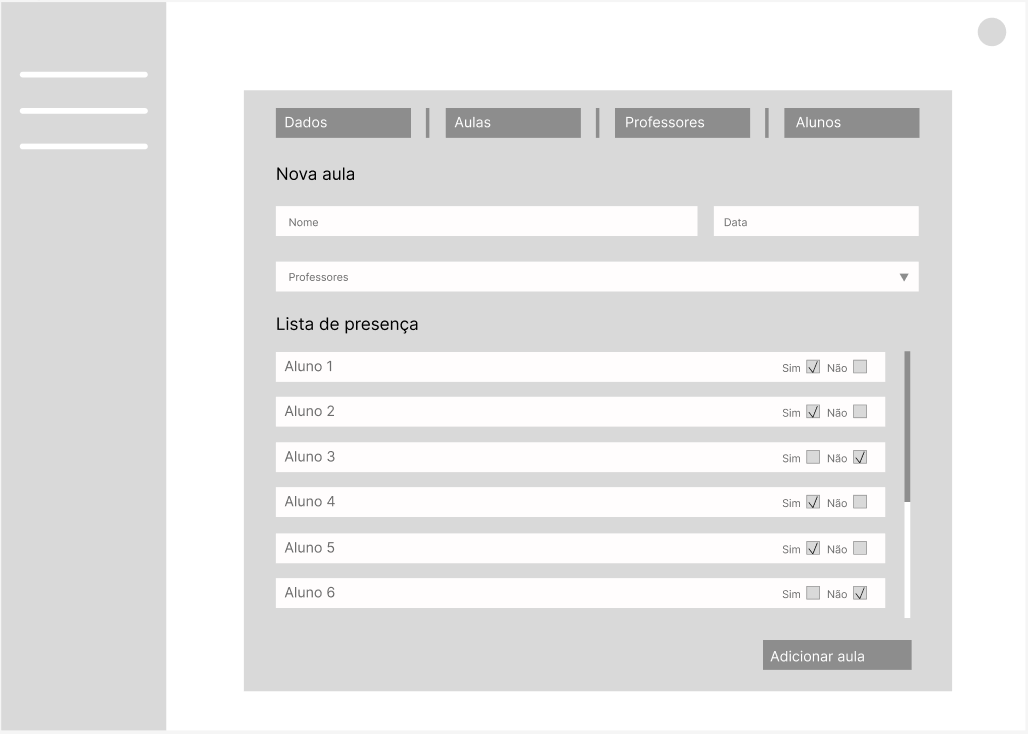 Dados Aulas Professores Alunos
Nova aula
Nome Data
Professores
Lista de presença
Aluno 1 Sim Não
Aluno 2 Sim Não
Aluno 3 Sim Não
Aluno 4 Sim Não
Aluno 5 Sim Não
Aluno 6 Sim Não
Adicionar aula